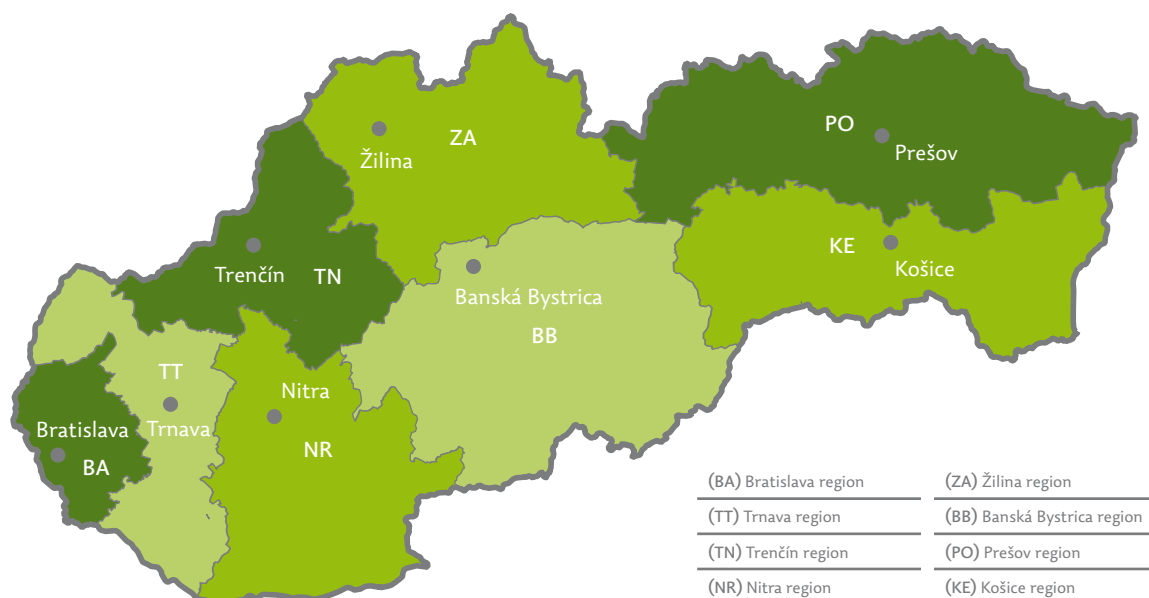 ZA
Žilina
PO
Prešov
KE
Košice
Trenčín
TN
Banská Bystrica
BB
TT
Trnava
Nitra
NR
Bratislava
BA
(BA) Bratislava region
(TT) Trnava region
(TN) Trenčín region
(NR) Nitra region
(ZA) Žilina region
(BB) Banská Bystrica region
(PO) Prešov region
(KE) Košice region